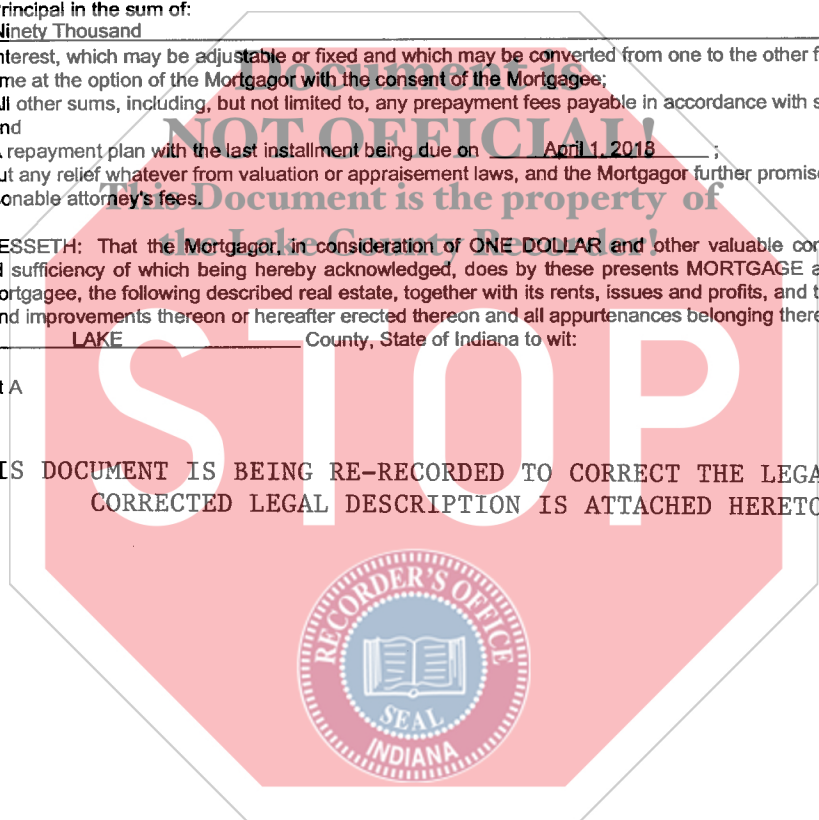 rincipal in the sum of:
Ninety Thousand
nterest, which may be adjustable or fixed and which may be converted from one to the other f
me at the option of the Mortgagor with the consent of the Mortgagee;
ll other sums, including, but not limited to, any prepayment fees payable in accordance with s
nd
A repayment plan with the last installment being due on April 1, 2018 ;
ut any relief whatever from valuation or appraisement laws, and the Mortgagor further promise
onable attorney's fees.
Document is
NOT OFFICIAL!
This Document is the property of
the Lake County Recorder!
ESSETH: That the Mortgagor, in consideration of ONE DOLLAR and other valuable con
d sufficiency of which being hereby acknowledged, does by these presents MORTGAGE a
ortgagee, the following described real estate, together with its rents, issues and profits, and t
nd improvements thereon or hereafter erected thereon and all appurtenances belonging there
LAKE County, State of Indiana to wit:
t A
STOP
IS DOCUMENT IS BEING RE-RECORDED TO CORRECT THE LEGA
CORRECTED LEGAL DESCRIPTION IS ATTACHED HERETO
RECORDER'S OFFICE
SEAL
INDIANA